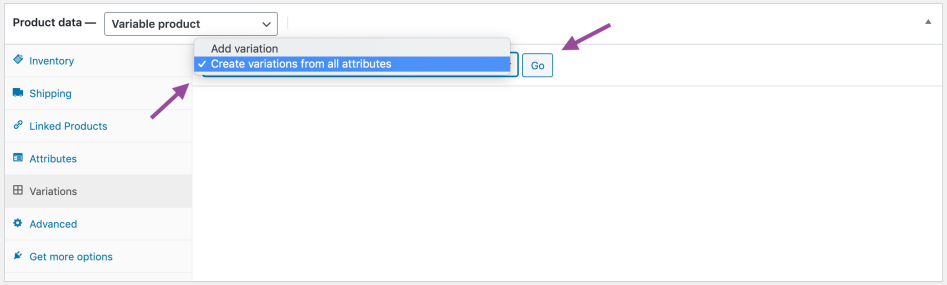 Product data — Variable product
Add variation
Create variations from all attributes
Go
Inventory
Shipping
Linked Products
Attributes
Variations
Advanced
Get more options